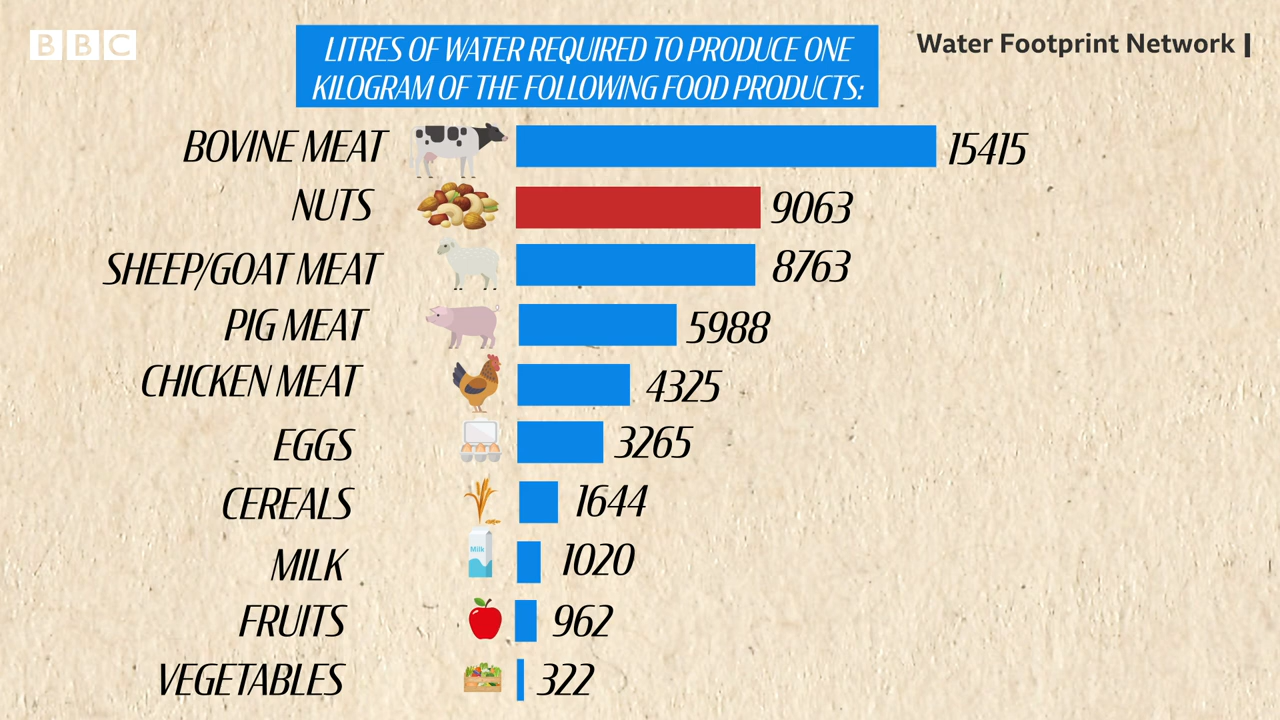 BBC
LITRES OF WATER REQUIRED TO PRODUCE ONE
KILOGRAM OF THE FOLLOWING FOOD PRODUCTS:
Water Footprint Network
BOVINE MEAT 15415
NUTS 9063
SHEEP/GOAT MEAT 8763
PIG MEAT 5988
CHICKEN MEAT 4325
EGGS 3265
CEREALS 1644
MILK Milk 1020
FRUITS 962
VEGETABLES 322